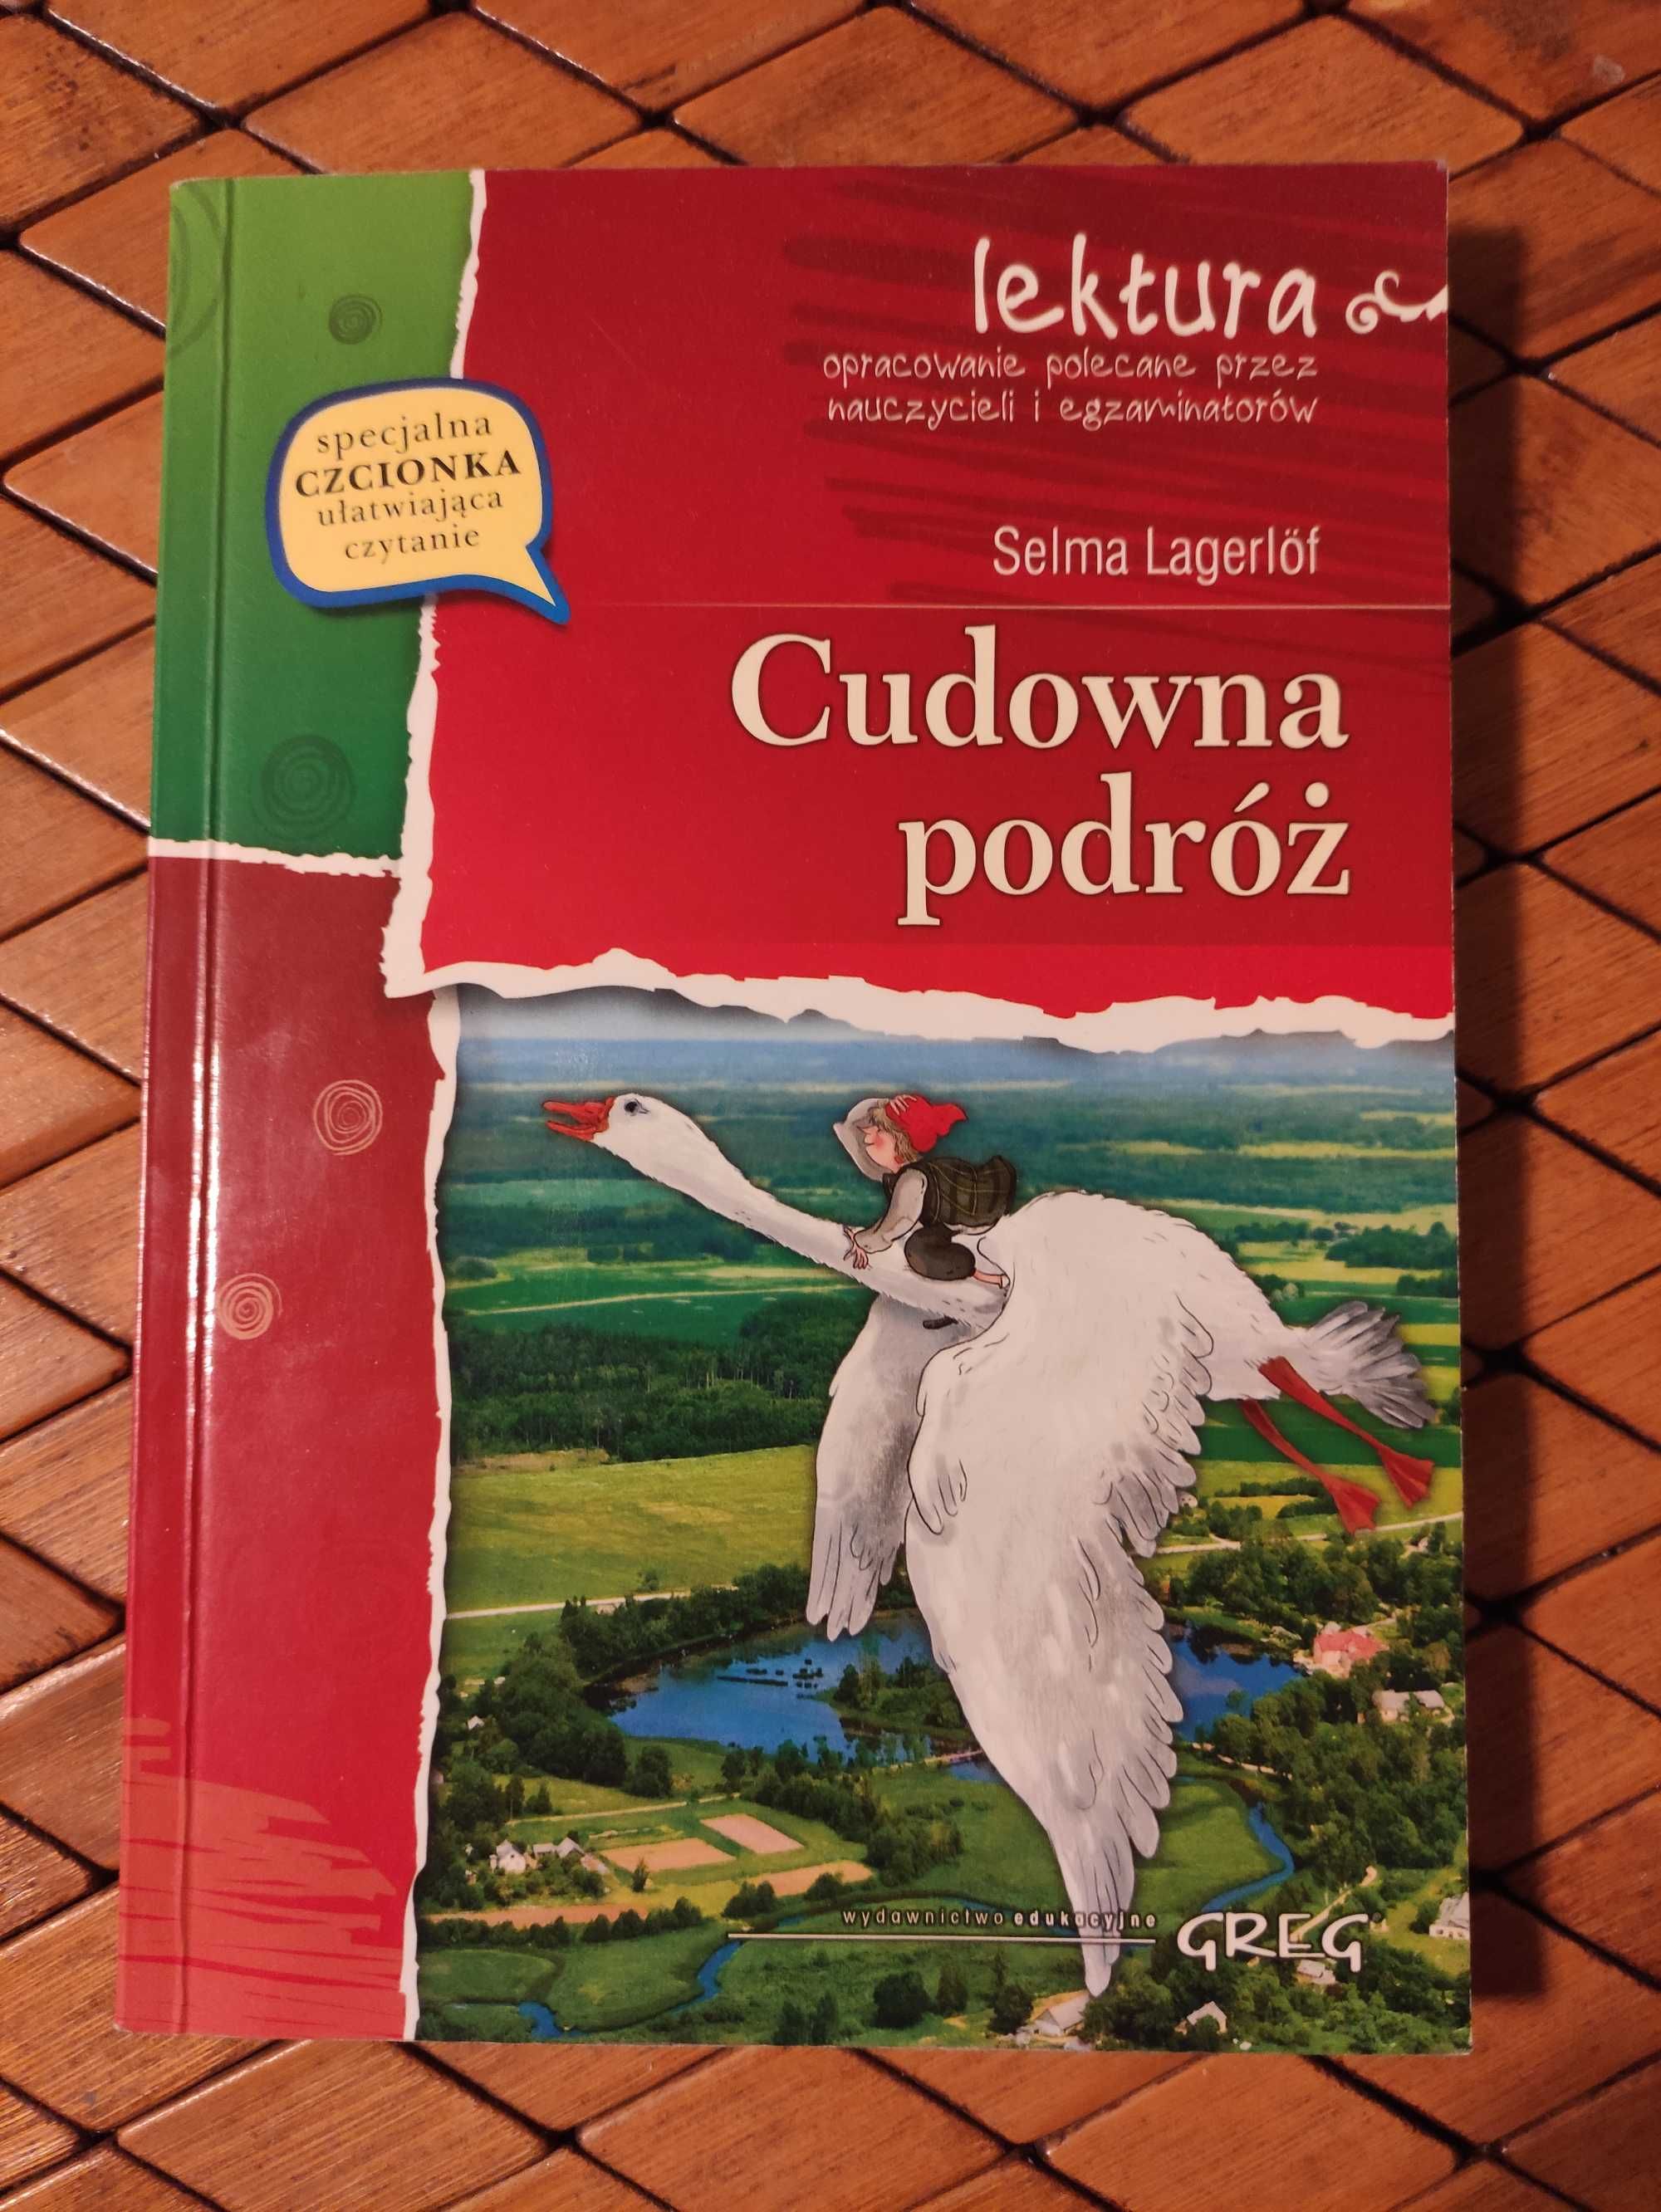 lektura
opracowanie polecane przez
nauczycieli i egzaminatorów
specjalna
CZCIONKA
ułatwiająca
czytanie
Selma Lagerlöf
Cudowna
podróż
wydawnictwo edukacyjne GREG